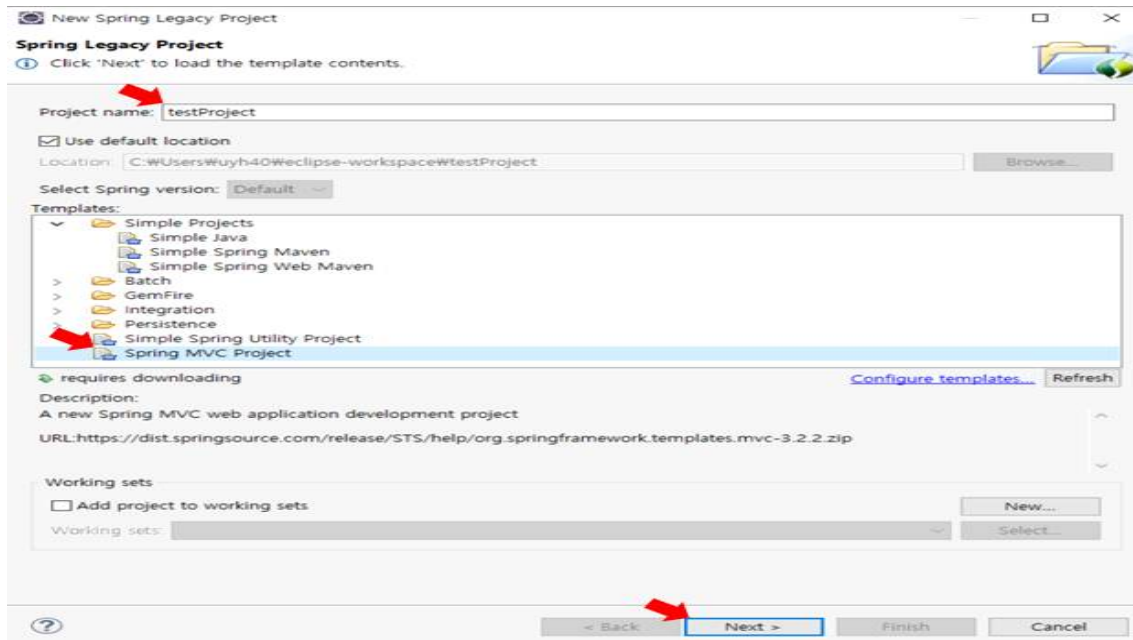 New Spring Legacy Project
Spring Legacy Project
Click 'Next' to load the template contents.
Project name: testProject
Use default location
Location: C:₩Users₩uyh40₩eclipse-workspace₩testProject Browse...
Select Spring version: Default
Templates:
Simple Projects
Simple Java
Simple Spring Maven
Simple Spring Web Maven
Batch
GemFire
Integration
Persistence
Simple Spring Utility Project
Spring MVC Project
requires downloading Configure templates... Refresh
Description:
A new Spring MVC web application development project
URL:https://dist.springsource.com/release/STS/help/org.springframework.templates.mvc-3.2.2.zip
Working sets
Add project to working sets New...
Working sets: Select...
? < Back Next > Finish Cancel